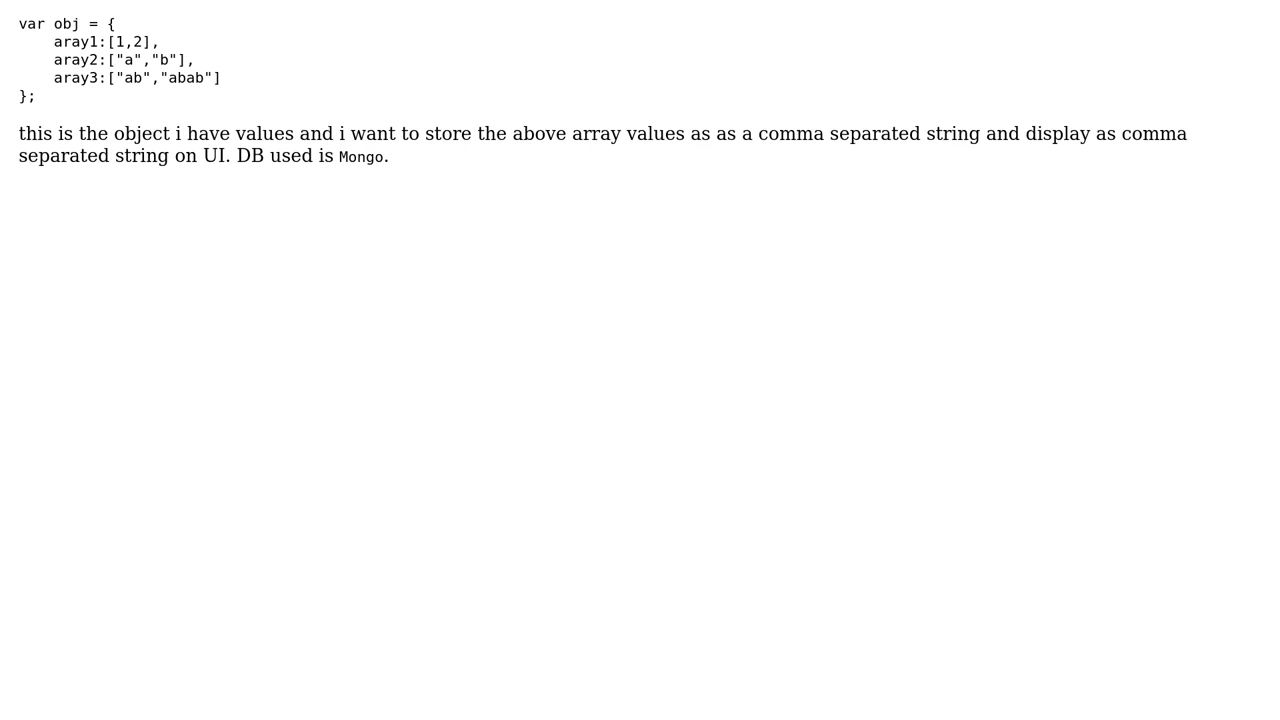 var obj = {
    aray1:[1,2],
    aray2:["a","b"],
    aray3:["ab","abab"]
};
this is the object i have values and i want to store the above array values as as a comma separated string and display as comma
separated string on UI. DB used is Mongo.